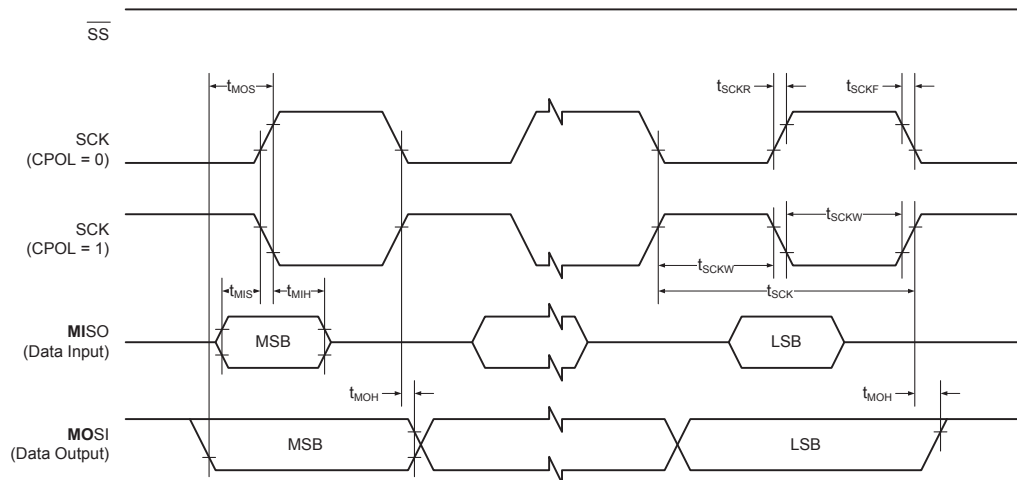 SS
tMOS
tSCKR
tSCKF
SCK
(CPOL = 0)
SCK
(CPOL = 1)
tSCKW
tSCKW
tMIS
tMIH
tSCK
MISO
(Data Input)
MSB
LSB
tMOH
tMOH
MOSI
(Data Output)
MSB
LSB